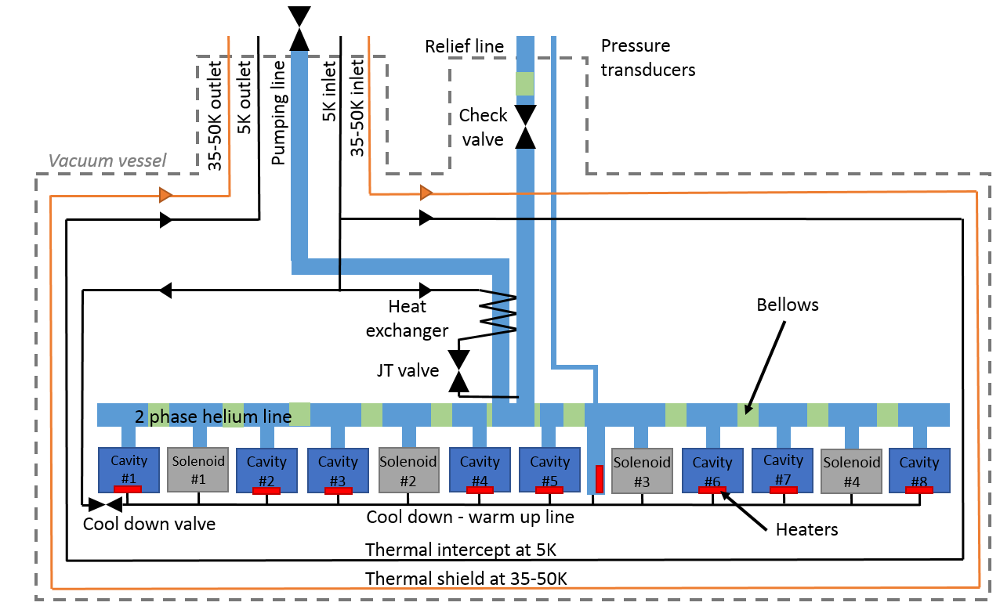 Relief line
Pressure
transducers
35-50K outlet
5K outlet
Pumping line
5K inlet
35-50K inlet
Check
valve
Vacuum vessel
Heat
exchanger
Bellows
JT valve
2 phase helium line
Cavity
#1
Solenoid
#1
Cavity
#2
Cavity
#3
Solenoid
#2
Cavity
#4
Cavity
#5
Solenoid
#3
Cavity
#6
Cavity
#7
Solenoid
#4
Cavity
#8
Cool down valve
Cool down - warm up line
Heaters
Thermal intercept at 5K
Thermal shield at 35-50K